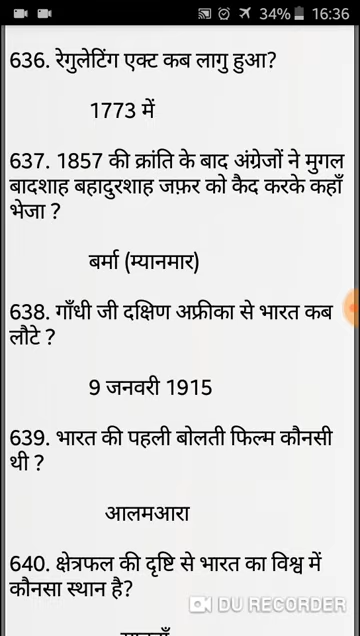 34% 16:36
636. रेगुलेटिंग एक्ट कब लागु हुआ?
1773 में
637. 1857 की क्रांति के बाद अंग्रेजों ने मुगल
बादशाह बहादुरशाह जफ़र को कैद करके कहाँ
भेजा ?
बर्मा (म्यानमार)
638. गाँधी जी दक्षिण अफ्रीका से भारत कब
लौटे ?
9 जनवरी 1915
639. भारत की पहली बोलती फिल्म कौनसी
थी ?
आलमआरा
640. क्षेत्रफल की दृष्टि से भारत का विश्व में
कौनसा स्थान है?
DU RECORDER